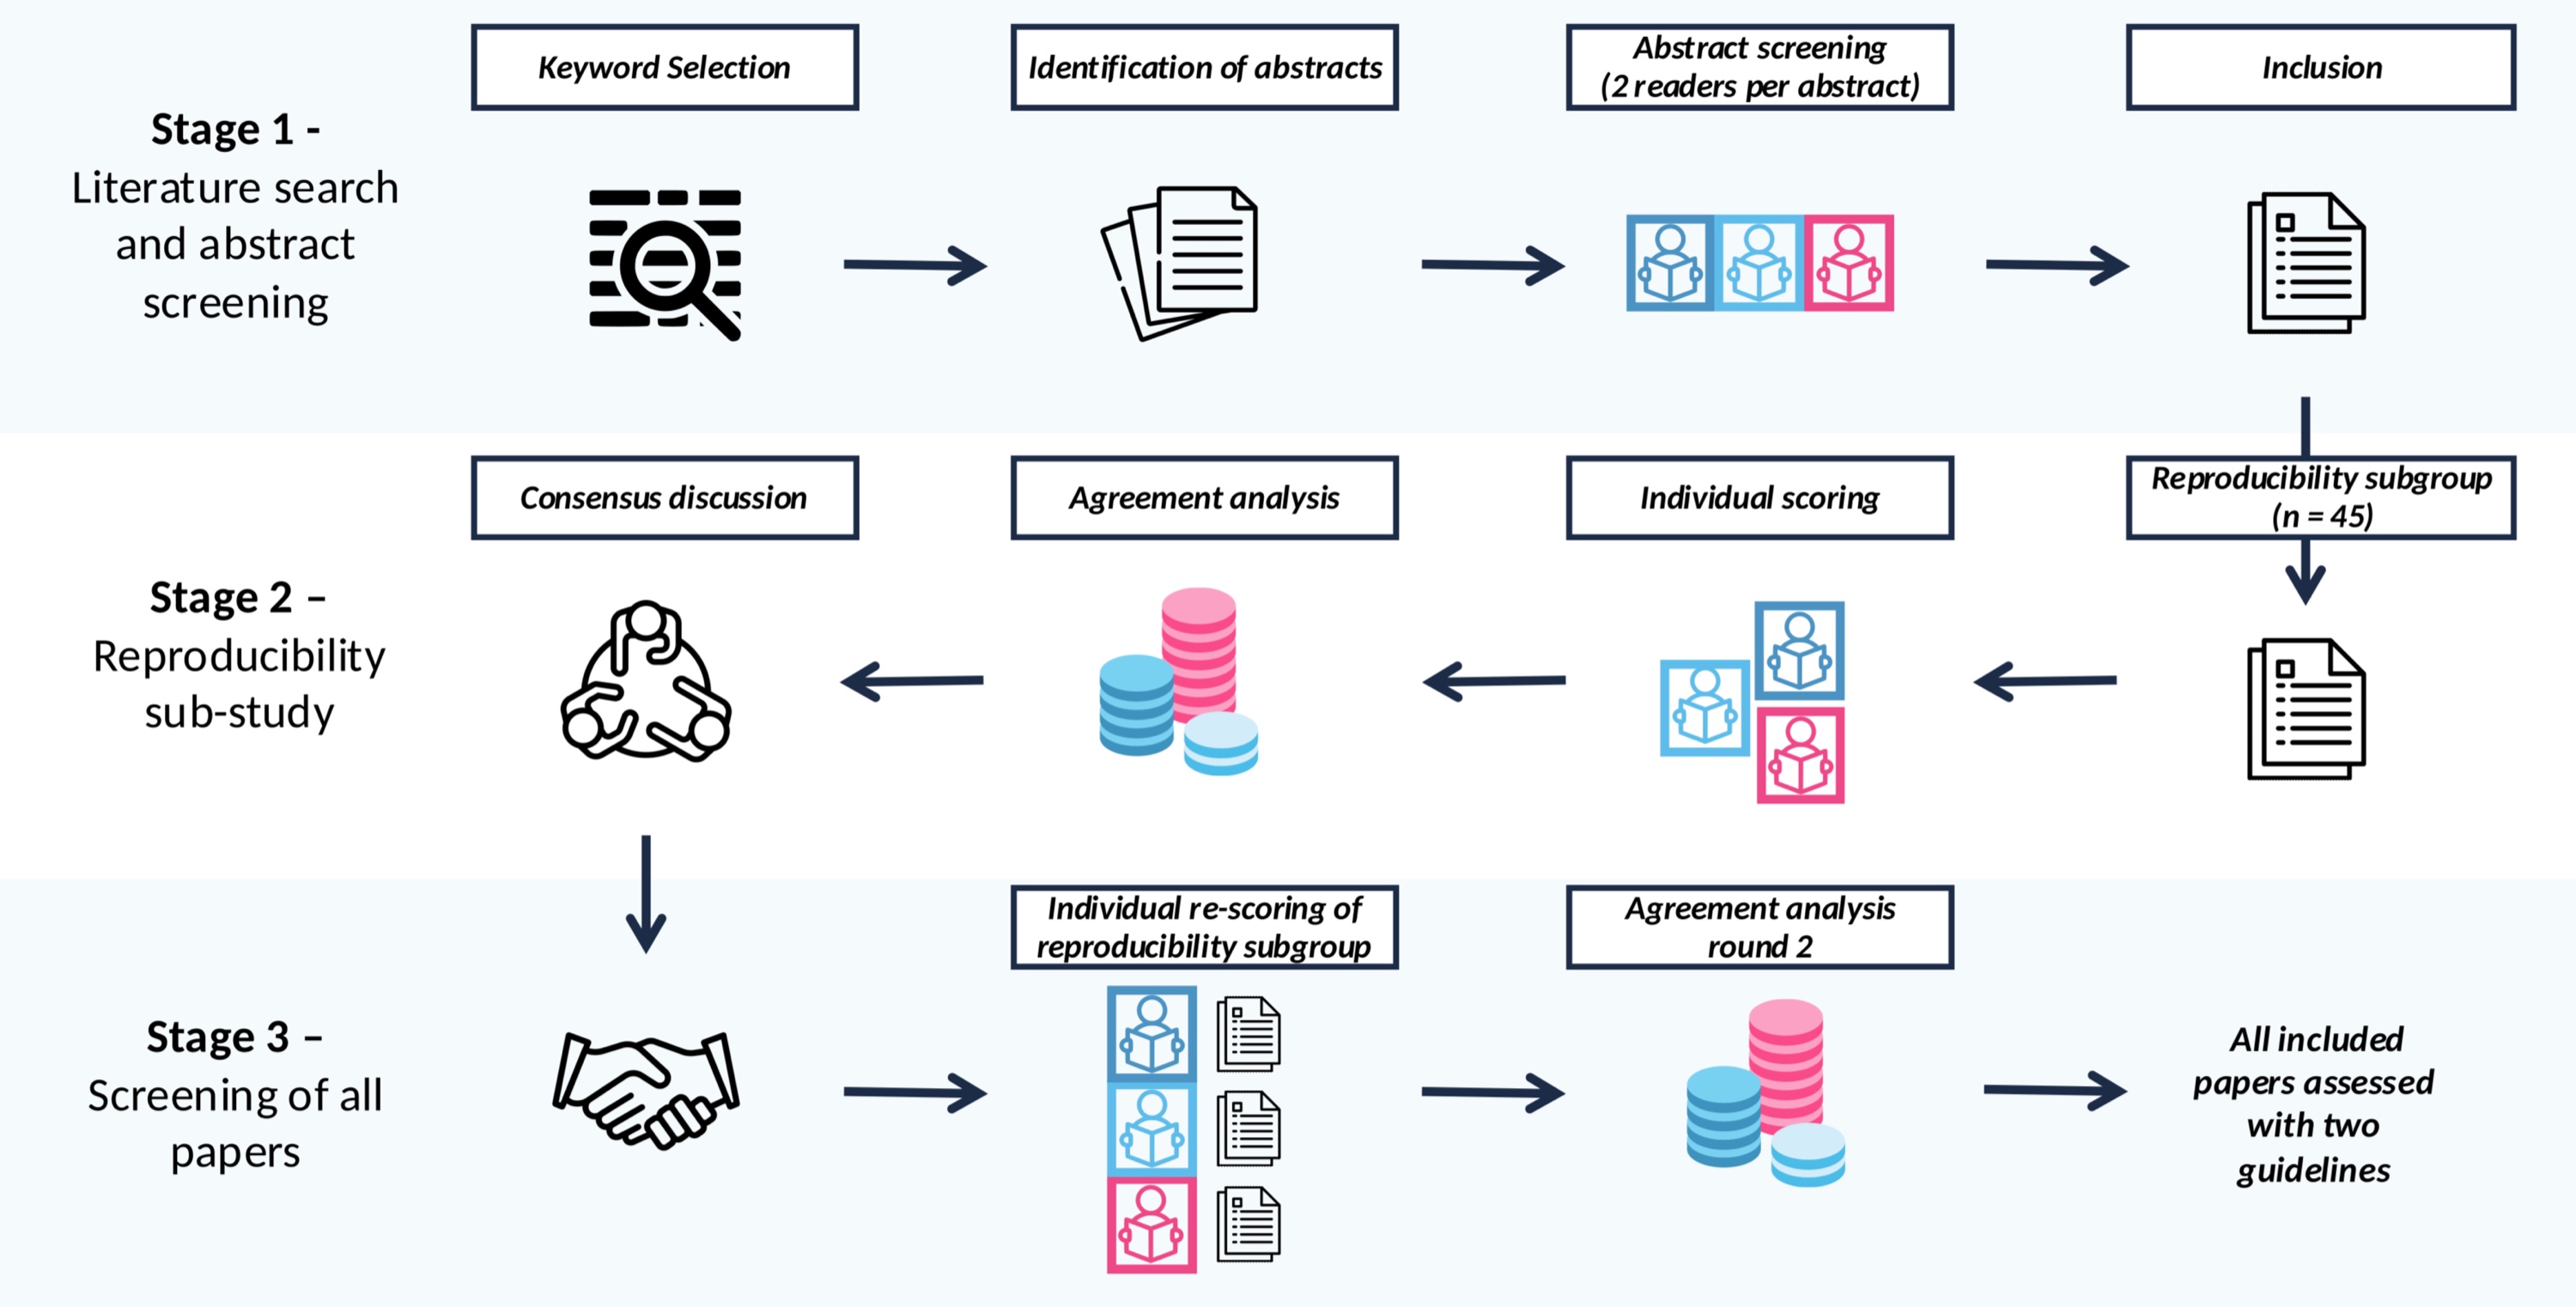 Keyword Selection
Identification of abstracts
Abstract screening
(2 readers per abstract)
Inclusion
Stage 1 -
Literature search
and abstract
screening
Consensus discussion
Agreement analysis
Individual scoring
Reproducibility subgroup
(n = 45)
Stage 2 –
Reproducibility
sub-study
Individual re-scoring of
reproducibility subgroup
Agreement analysis
round 2
Stage 3 –
Screening of all
papers
All included
papers assessed
with two
guidelines